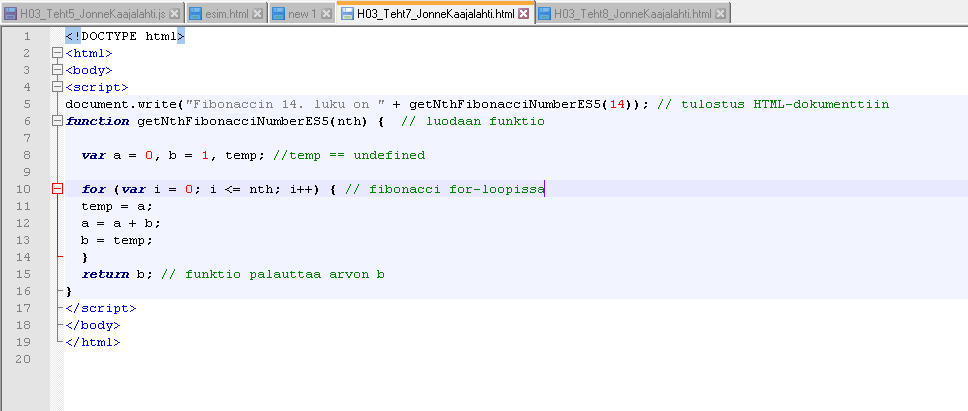 H03_Teht5_JonneKaajalahti.js esim.html new 1 H03_Teht7_JonneKaajalahti.html H03_Teht8_JonneKaajalahti.html
1 <!DOCTYPE html>
2 <html>
3 <body>
4 <script>
5 document.write("Fibonaccin 14. luku on " + getNthFibonacciNumberES5(14)); // tulostus HTML-dokumenttiin
6 function getNthFibonacciNumberES5(nth) {  // luodaan funktio
7
8   var a = 0, b = 1, temp; //temp == undefined
9
10   for (var i = 0; i <= nth; i++) { // fibonacci for-loopissa
11   temp = a;
12   a = a + b;
13   b = temp;
14   }
15   return b; // funktio palauttaa arvon b
16 }
17 </script>
18 </body>
19 </html>
20